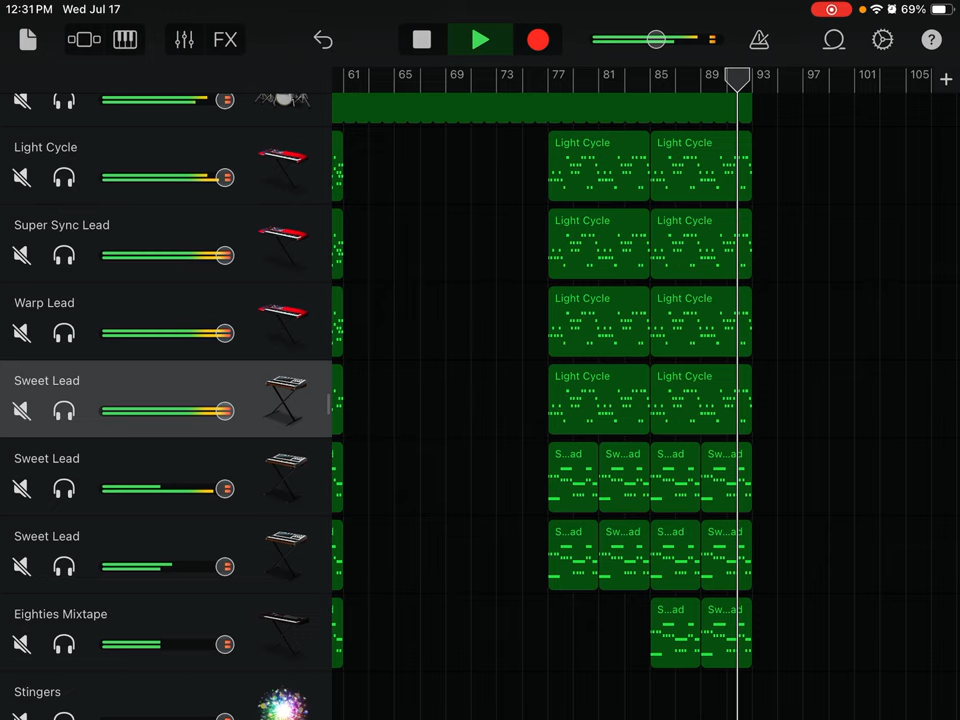 12:31PM Wed Jul 17
69%
FX
?
61 65 69 73 77 81 85 89 93 97 101 105 +
Light Cycle
Light Cycle Light Cycle
Super Sync Lead
Light Cycle Light Cycle
Warp Lead
Light Cycle Light Cycle
Sweet Lead
Light Cycle Light Cycle
Sweet Lead
S...ad Sw...ad S...ad Sw...ad
Sweet Lead
S...ad Sw...ad S...ad Sw...ad
Eighties Mixtape
S...ad Sw...ad
Stingers